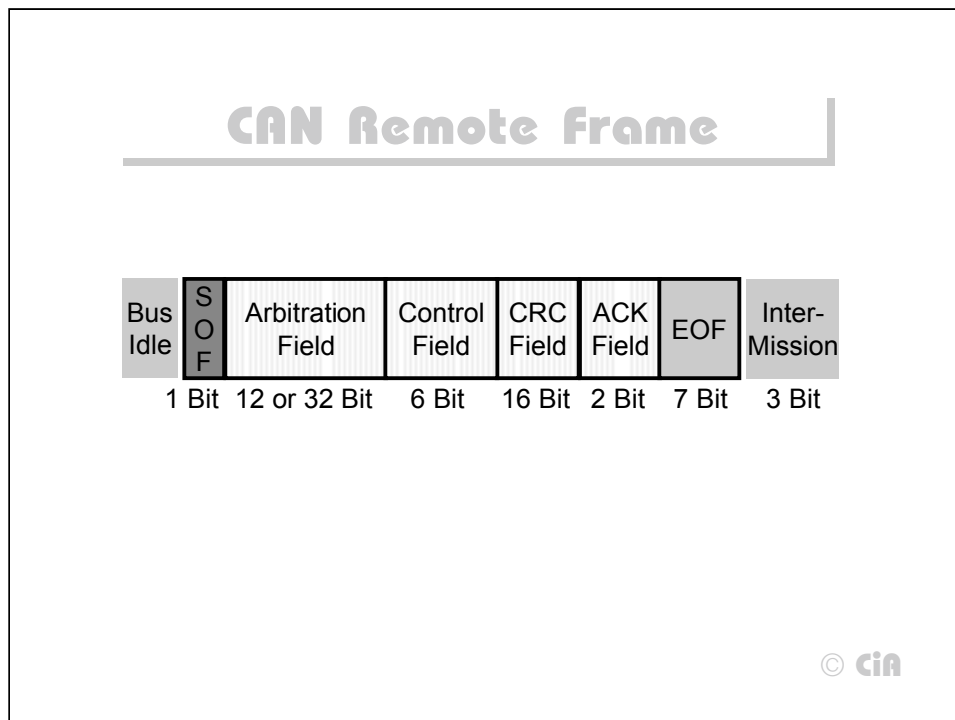 CAN Remote Frame
Bus
Idle
S
O
F
Arbitration
Field
Control
Field
CRC
Field
ACK
Field
EOF
Inter-
Mission
1 Bit 12 or 32 Bit 6 Bit 16 Bit 2 Bit 7 Bit 3 Bit
© CiA